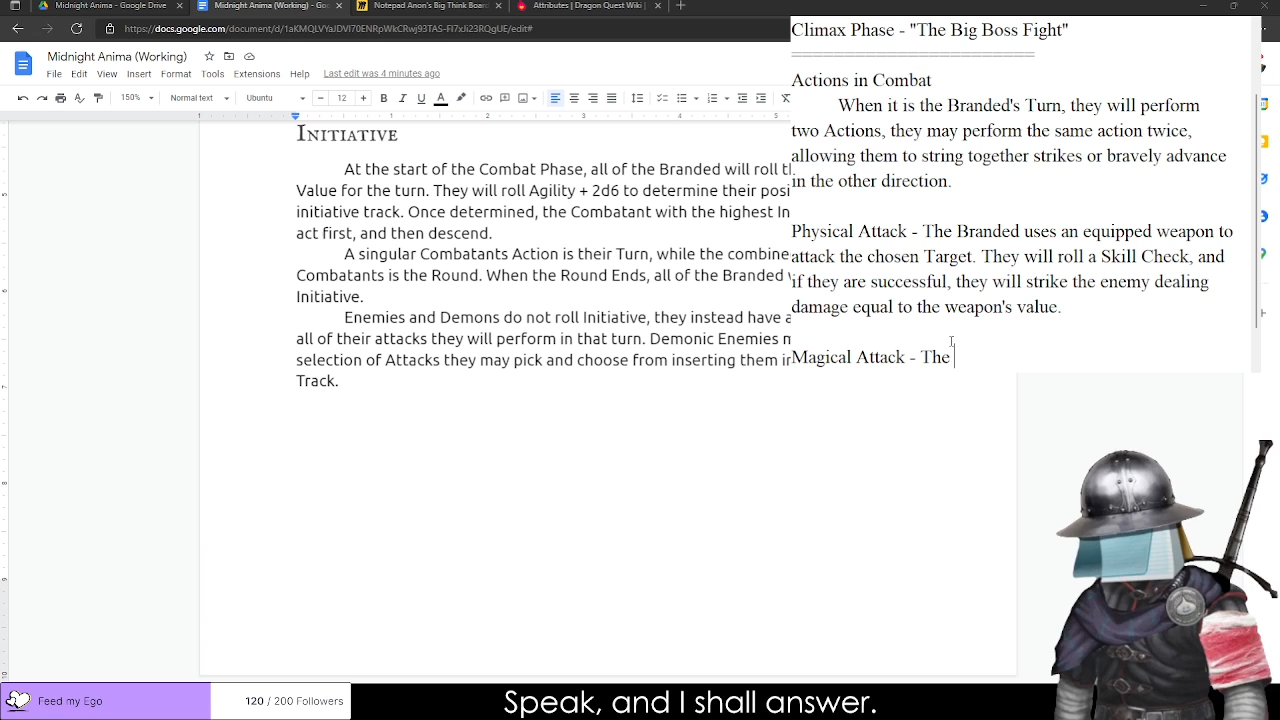 Midnight Anima - Google Drive
Midnight Anima (Working) - Go
Notepad Anon's Big Think Board
Attributes | Dragon Quest Wiki |
Midnight Anima (Working)
File Edit View Insert Format Tools Extensions Help Last edit was 4 minutes ago
150% Normal text Ubuntu 12
INITIATIVE
At the start of the Combat Phase, all of the Branded will roll th
Value for the turn. They will roll Agility + 2d6 to determine their posi
initiative track. Once determined, the Combatant with the highest In
act first, and then descend.
A singular Combatants Action is their Turn, while the combine
Combatants is the Round. When the Round Ends, all of the Branded
Initiative.
Enemies and Demons do not roll Initiative, they instead have a
all of their attacks they will perform in that turn. Demonic Enemies m
selection of Attacks they may pick and choose from inserting them in
Track.
Climax Phase - "The Big Boss Fight"
Actions in Combat
When it is the Branded's Turn, they will perform
two Actions, they may perform the same action twice,
allowing them to string together strikes or bravely advance
in the other direction.
Physical Attack - The Branded uses an equipped weapon to
attack the chosen Target. They will roll a Skill Check, and
if they are successful, they will strike the enemy dealing
damage equal to the weapon's value.
Magical Attack - The
Feed my Ego
120 / 200 Followers
Speak, and I shall answer.